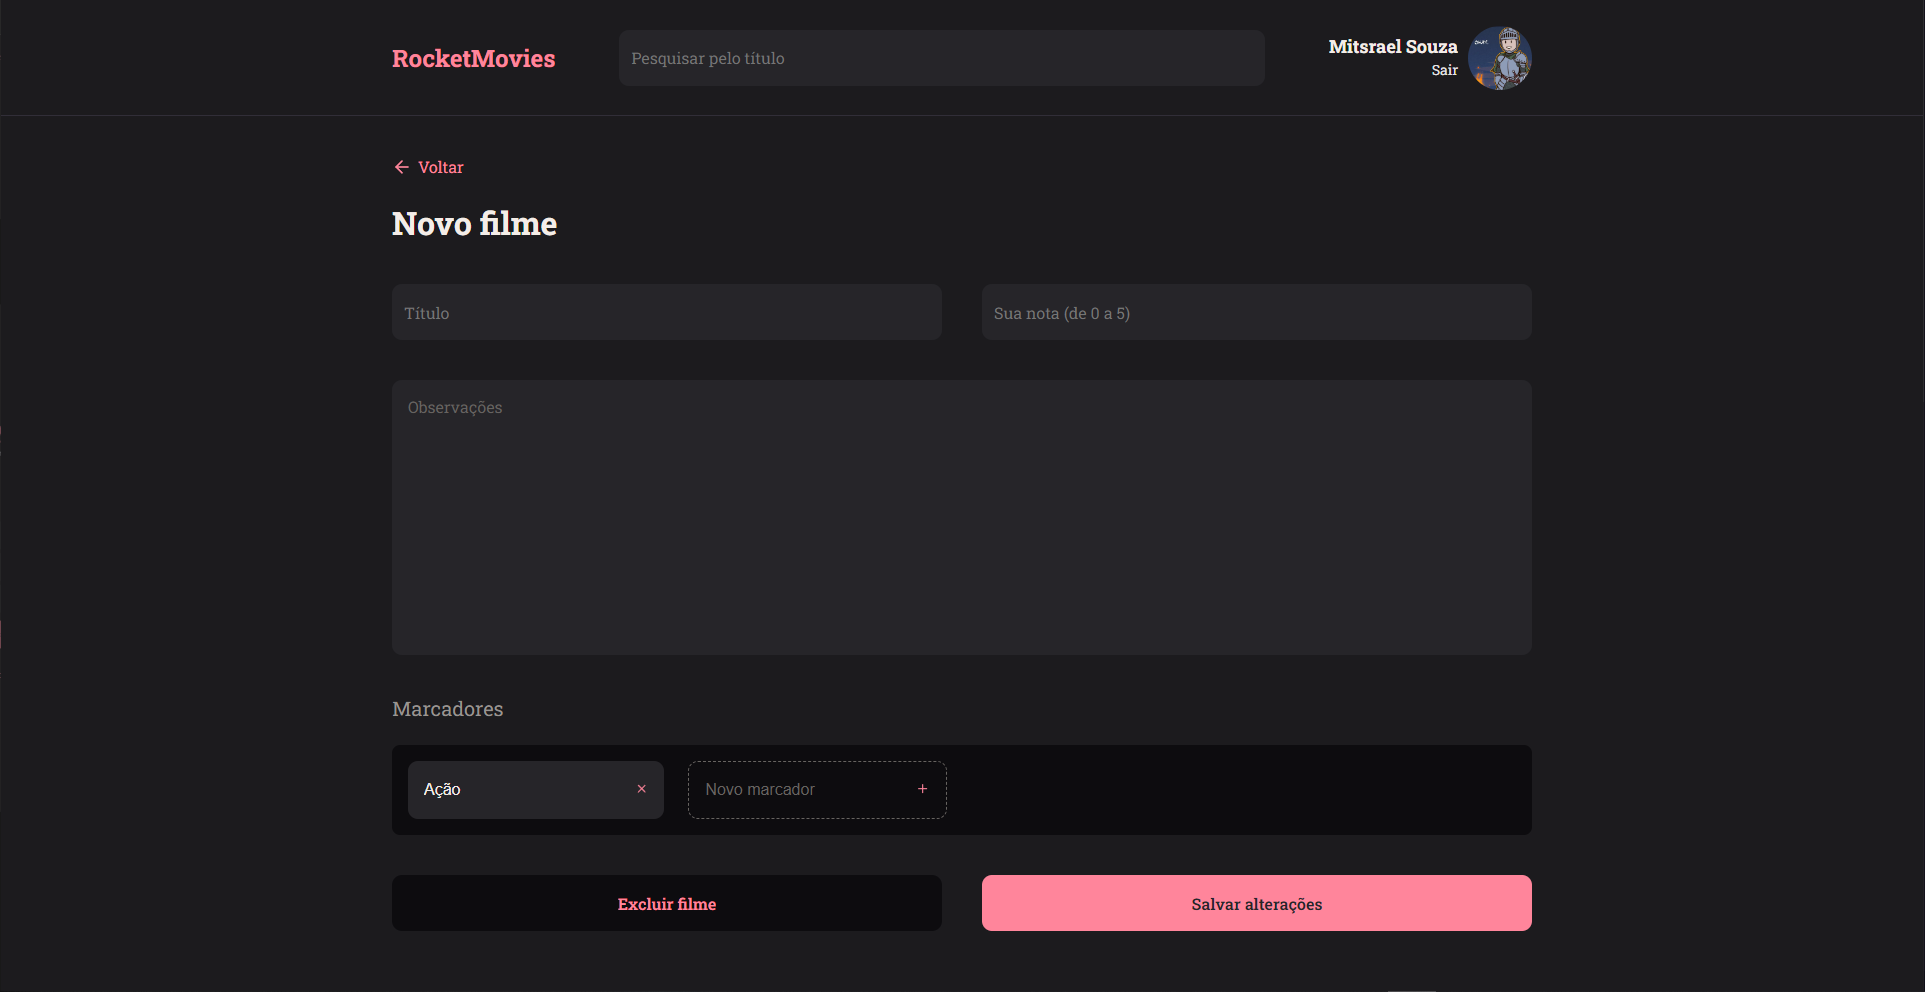 RocketMovies
Pesquisar pelo título
Mitsrael Souza
Sair
Voltar
Novo filme
Título
Sua nota (de 0 a 5)
Observações
Marcadores
Ação
Novo marcador
Excluir filme
Salvar alterações